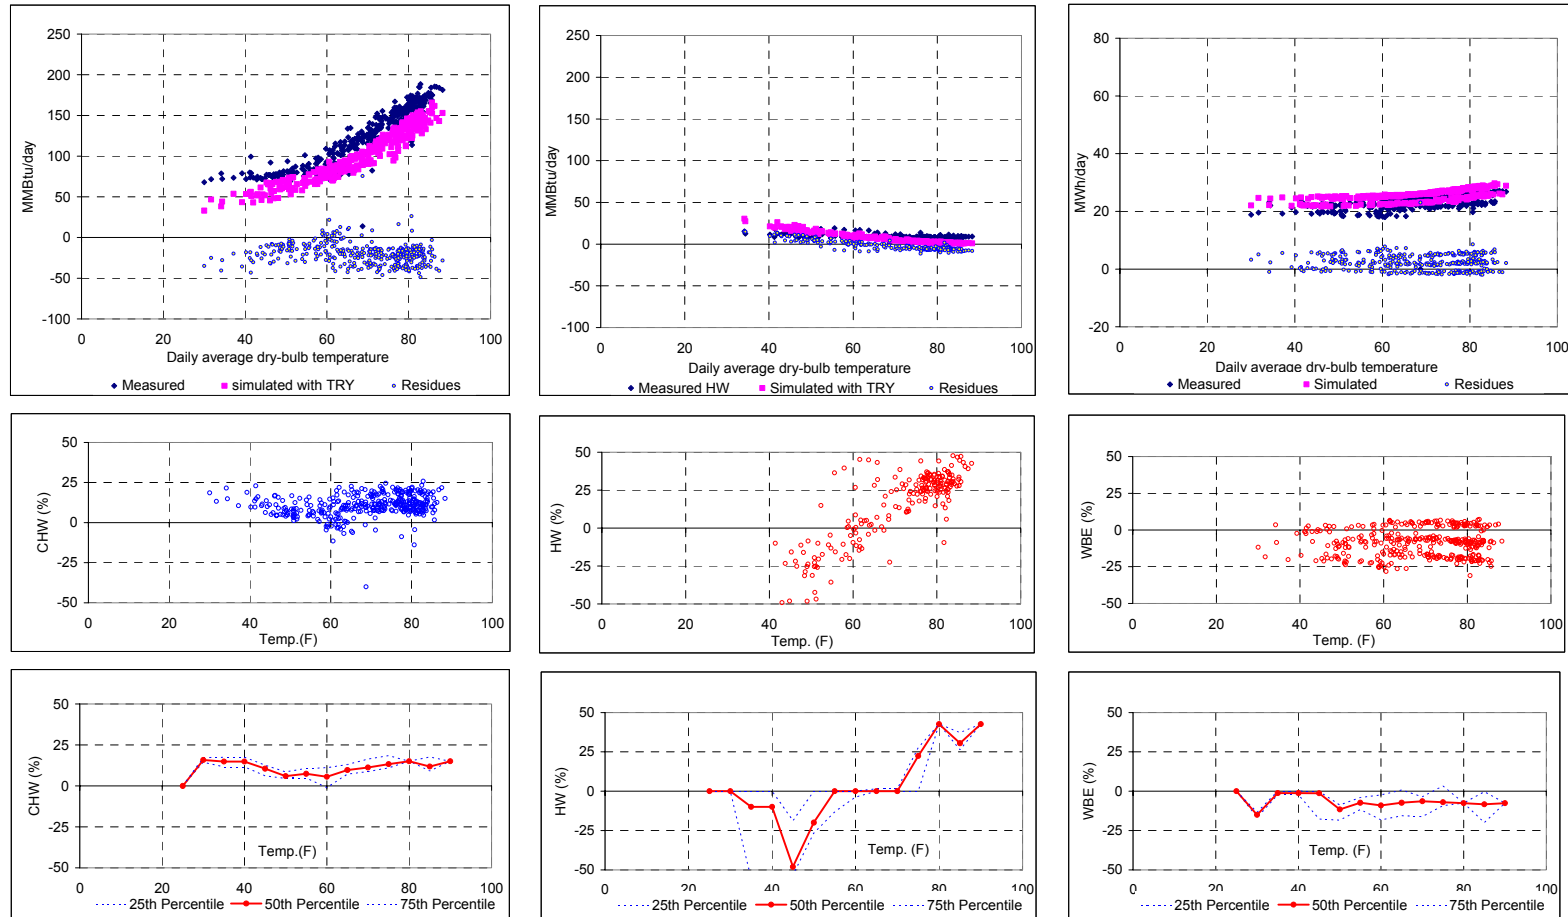 250
200
150
100
50
0
-50
-100
MMBtu/day
0 20 40 60 80 100
Daily average dry-bulb temperature
Measured simulated with TRY Residues
250
200
150
100
50
0
-50
-100
MMBtu/day
0 20 40 60 80 100
Daily average dry-bulb temperature
Measured HW Simulated with TRY Residues
80
60
40
20
0
-20
MWh/day
0 20 40 60 80 100
Daily average drv-bulb temperature
Measured Simulated Residues
50
25
0
-25
-50
CHW (%)
0 20 40 60 80 100
Temp.(F)
50
25
0
-25
-50
HW (%)
0 20 40 60 80 100
Temp. (F)
50
25
0
-25
-50
WBE (%)
0 20 40 60 80 100
Temp. (F)
50
25
0
-25
-50
CHW (%)
0 20 40 60 80 100
Temp.(F)
25th Percentile 50th Percentile 75th Percentile
50
25
0
-25
-50
HW (%)
0 20 40 60 80 100
Temp. (F)
25th Percentile 50th Percentile 75th Percentile
50
25
0
-25
-50
WBE (%)
0 20 40 60 80 100
Temp. (F)
25th Percentile 50th Percentile 75th Percentile